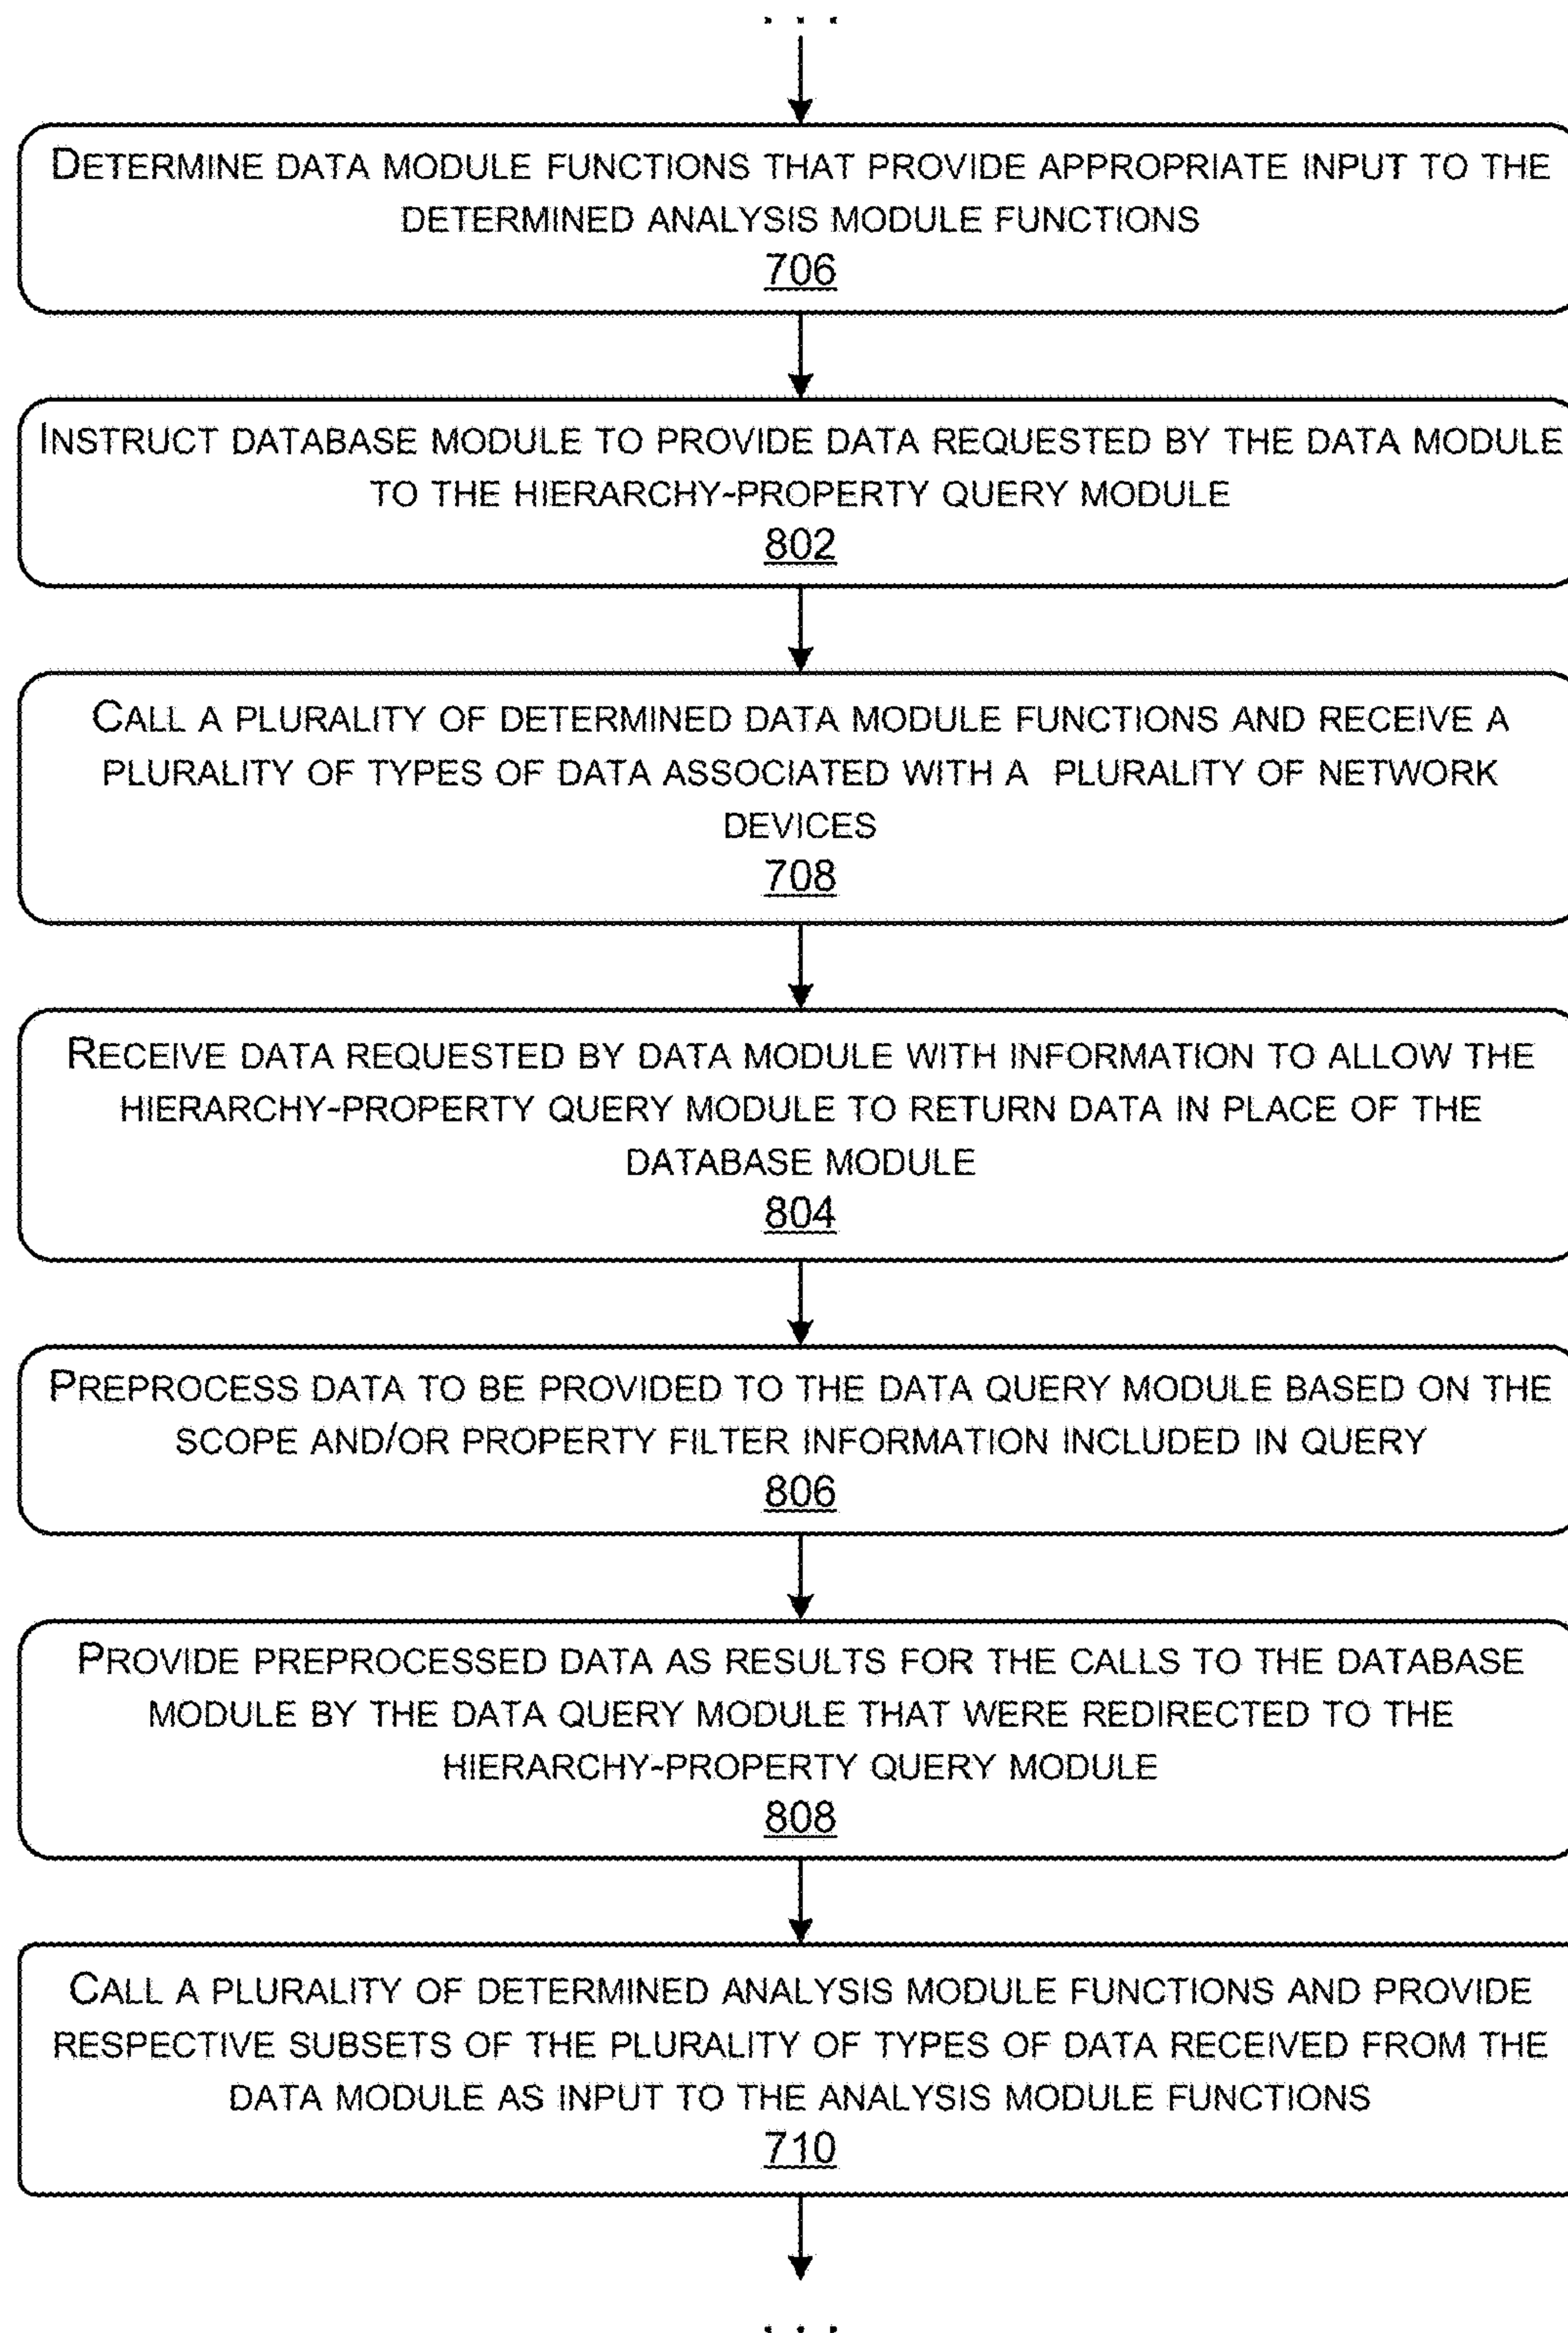 . . .
DETERMINE DATA MODULE FUNCTIONS THAT PROVIDE APPROPRIATE INPUT TO THE
DETERMINED ANALYSIS MODULE FUNCTIONS
706
INSTRUCT DATABASE MODULE TO PROVIDE DATA REQUESTED BY THE DATA MODULE
TO THE HIERARCHY-PROPERTY QUERY MODULE
802
CALL A PLURALITY OF DETERMINED DATA MODULE FUNCTIONS AND RECEIVE A
PLURALITY OF TYPES OF DATA ASSOCIATED WITH A PLURALITY OF NETWORK
DEVICES
708
RECEIVE DATA REQUESTED BY DATA MODULE WITH INFORMATION TO ALLOW THE
HIERARCHY-PROPERTY QUERY MODULE TO RETURN DATA IN PLACE OF THE
DATABASE MODULE
804
PREPROCESS DATA TO BE PROVIDED TO THE DATA QUERY MODULE BASED ON THE
SCOPE AND/OR PROPERTY FILTER INFORMATION INCLUDED IN QUERY
806
PROVIDE PREPROCESSED DATA AS RESULTS FOR THE CALLS TO THE DATABASE
MODULE BY THE DATA QUERY MODULE THAT WERE REDIRECTED TO THE
HIERARCHY-PROPERTY QUERY MODULE
808
CALL A PLURALITY OF DETERMINED ANALYSIS MODULE FUNCTIONS AND PROVIDE
RESPECTIVE SUBSETS OF THE PLURALITY OF TYPES OF DATA RECEIVED FROM THE
DATA MODULE AS INPUT TO THE ANALYSIS MODULE FUNCTIONS
710
. . .